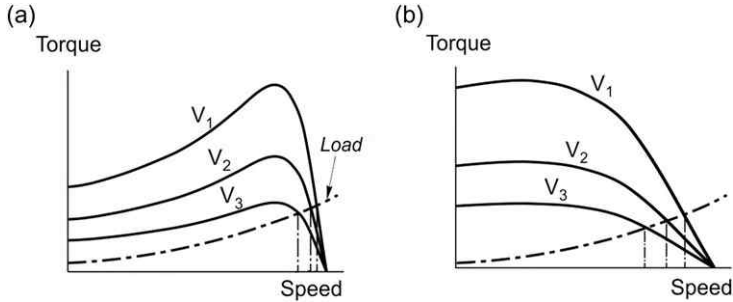 (a)
Torque
V1
V2
V3
Load
Speed
(b)
Torque
V1
V2
V3
Speed